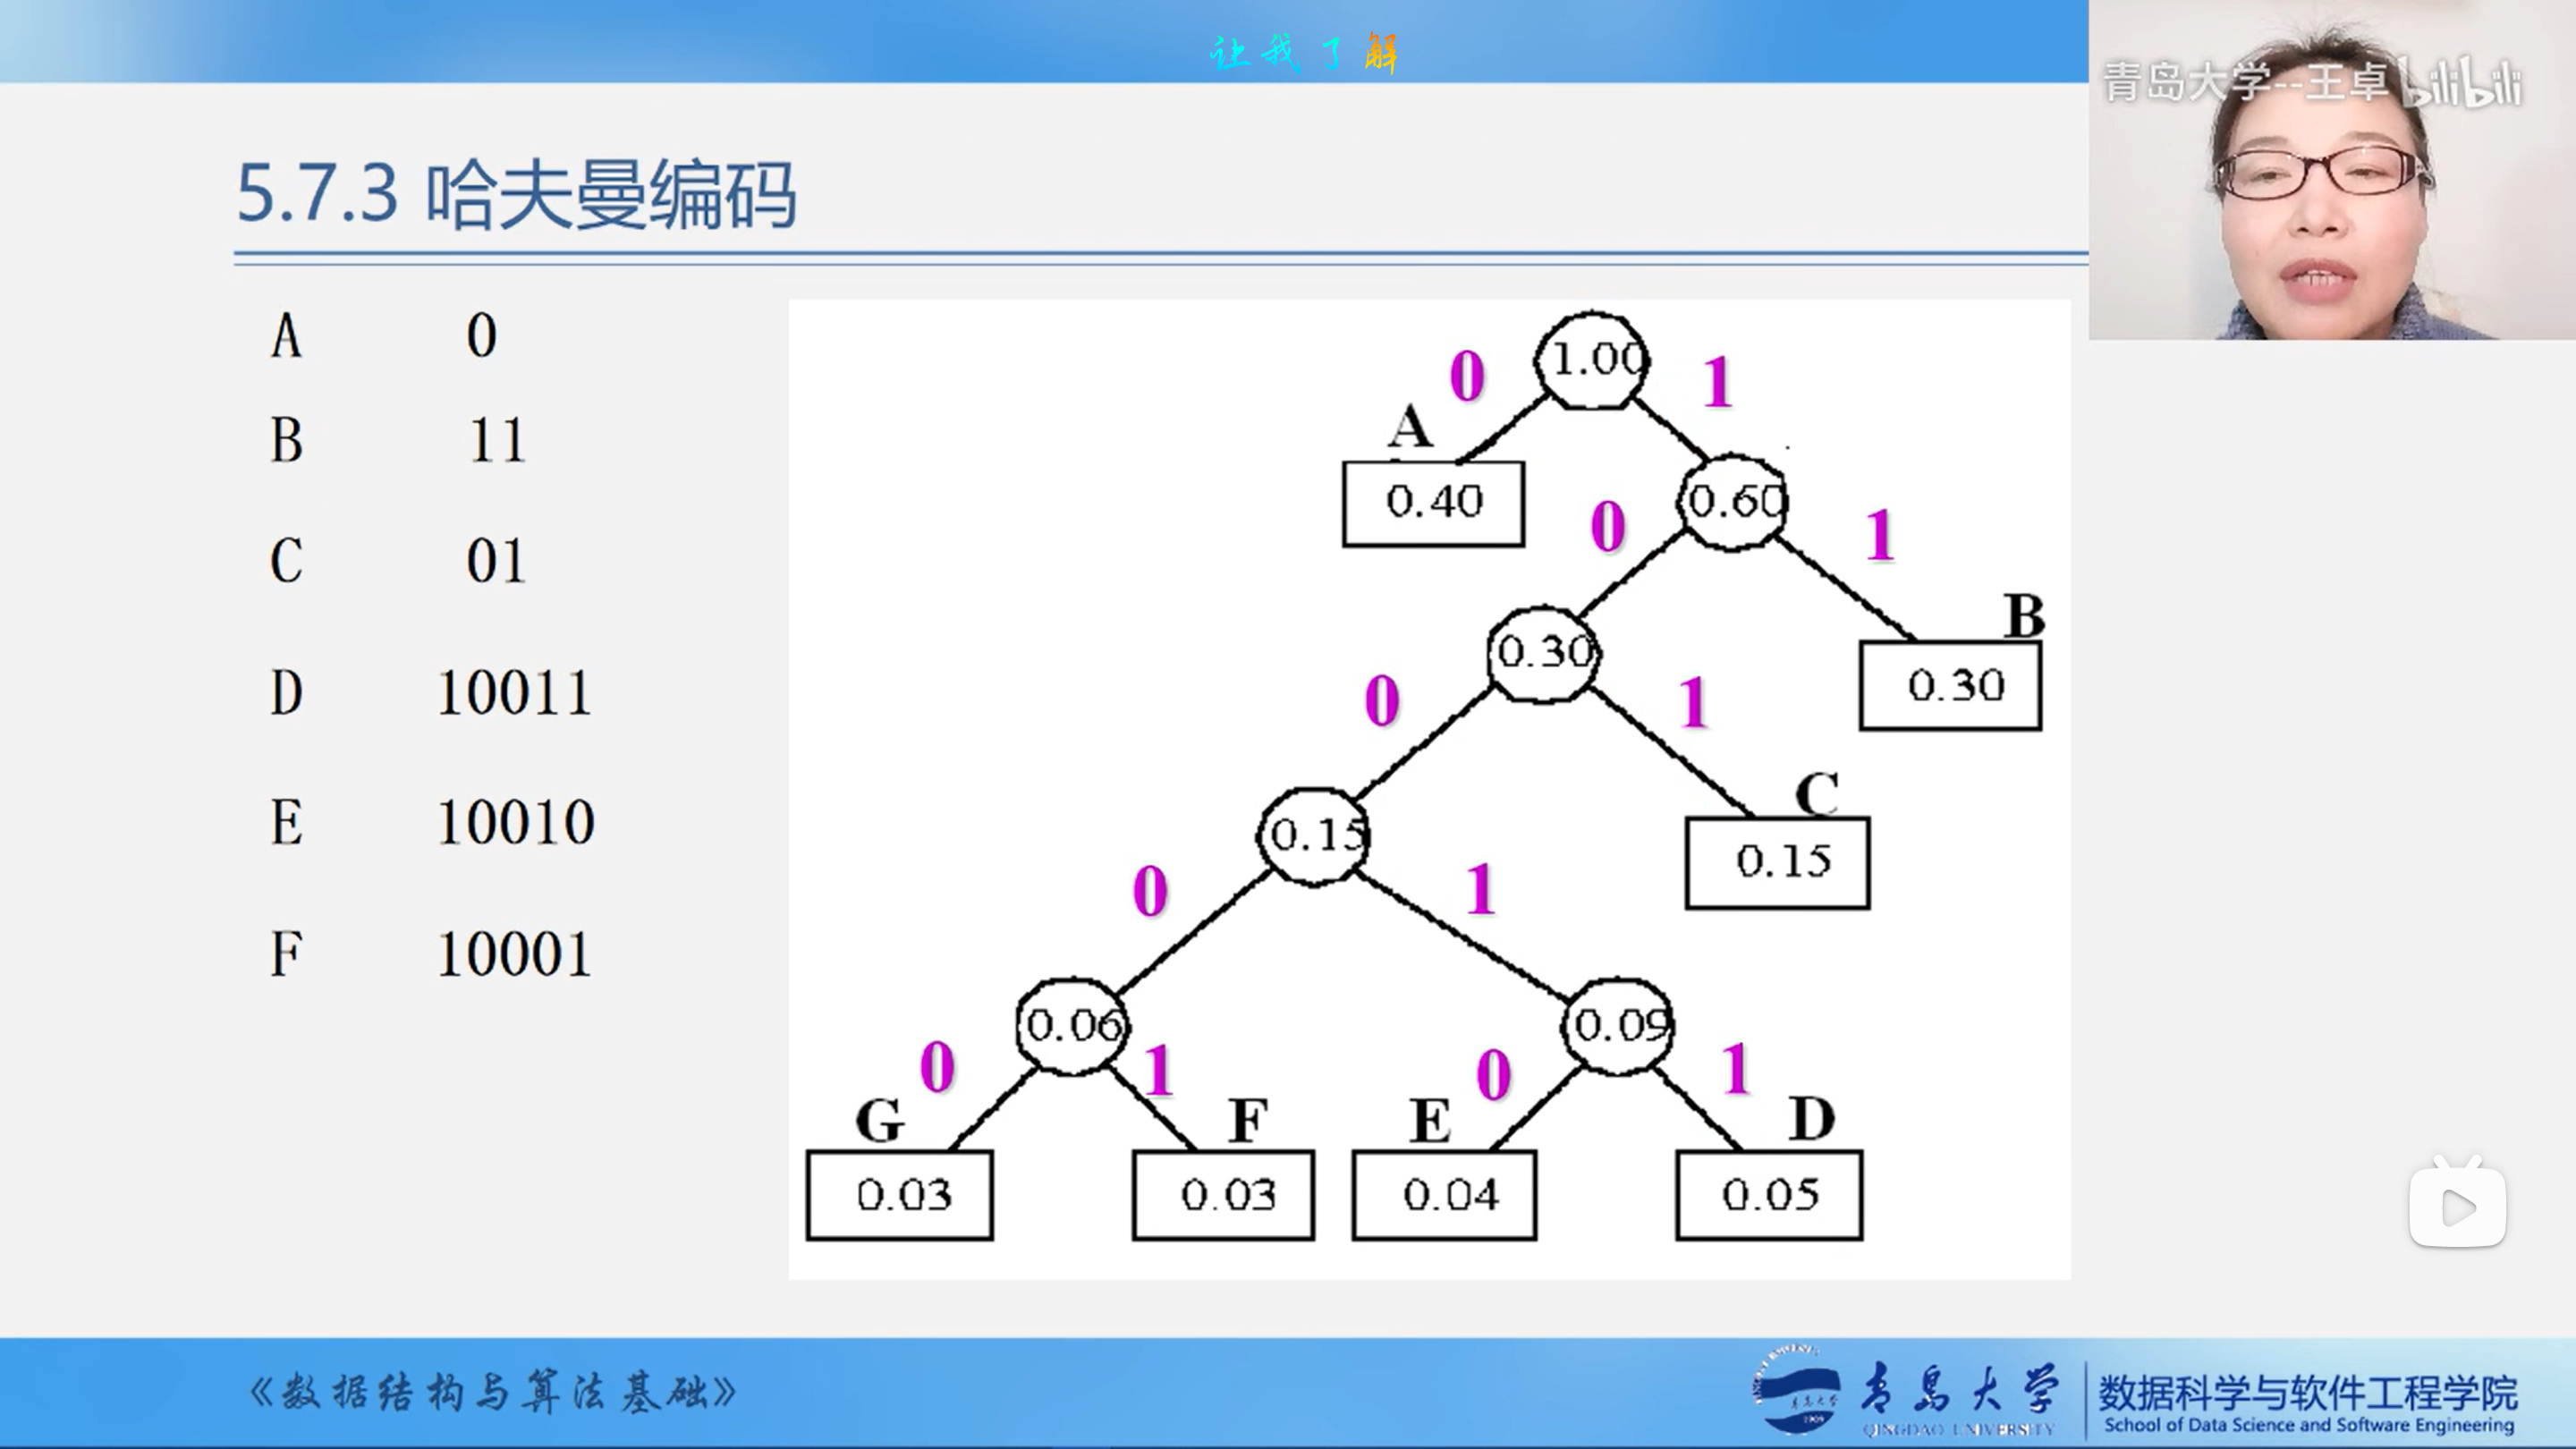 让我了解
青岛大学--王卓 bilibili
5.7.3 哈夫曼编码
A 0
B 11
C 01
D 10011
E 10010
F 10001
1.00
0 1
A
0.40
0.60
0 1
B
0.30
0.30
0 1
C
0.15
0.15
0 1
0.06
0.09
0 1 0 1
G F E D
0.03 0.03 0.04 0.05
《数据结构与算法基础》
青岛大学
QINGDAO UNIVERSITY
数据科学与软件工程学院
School of Data Science and Software Engineering